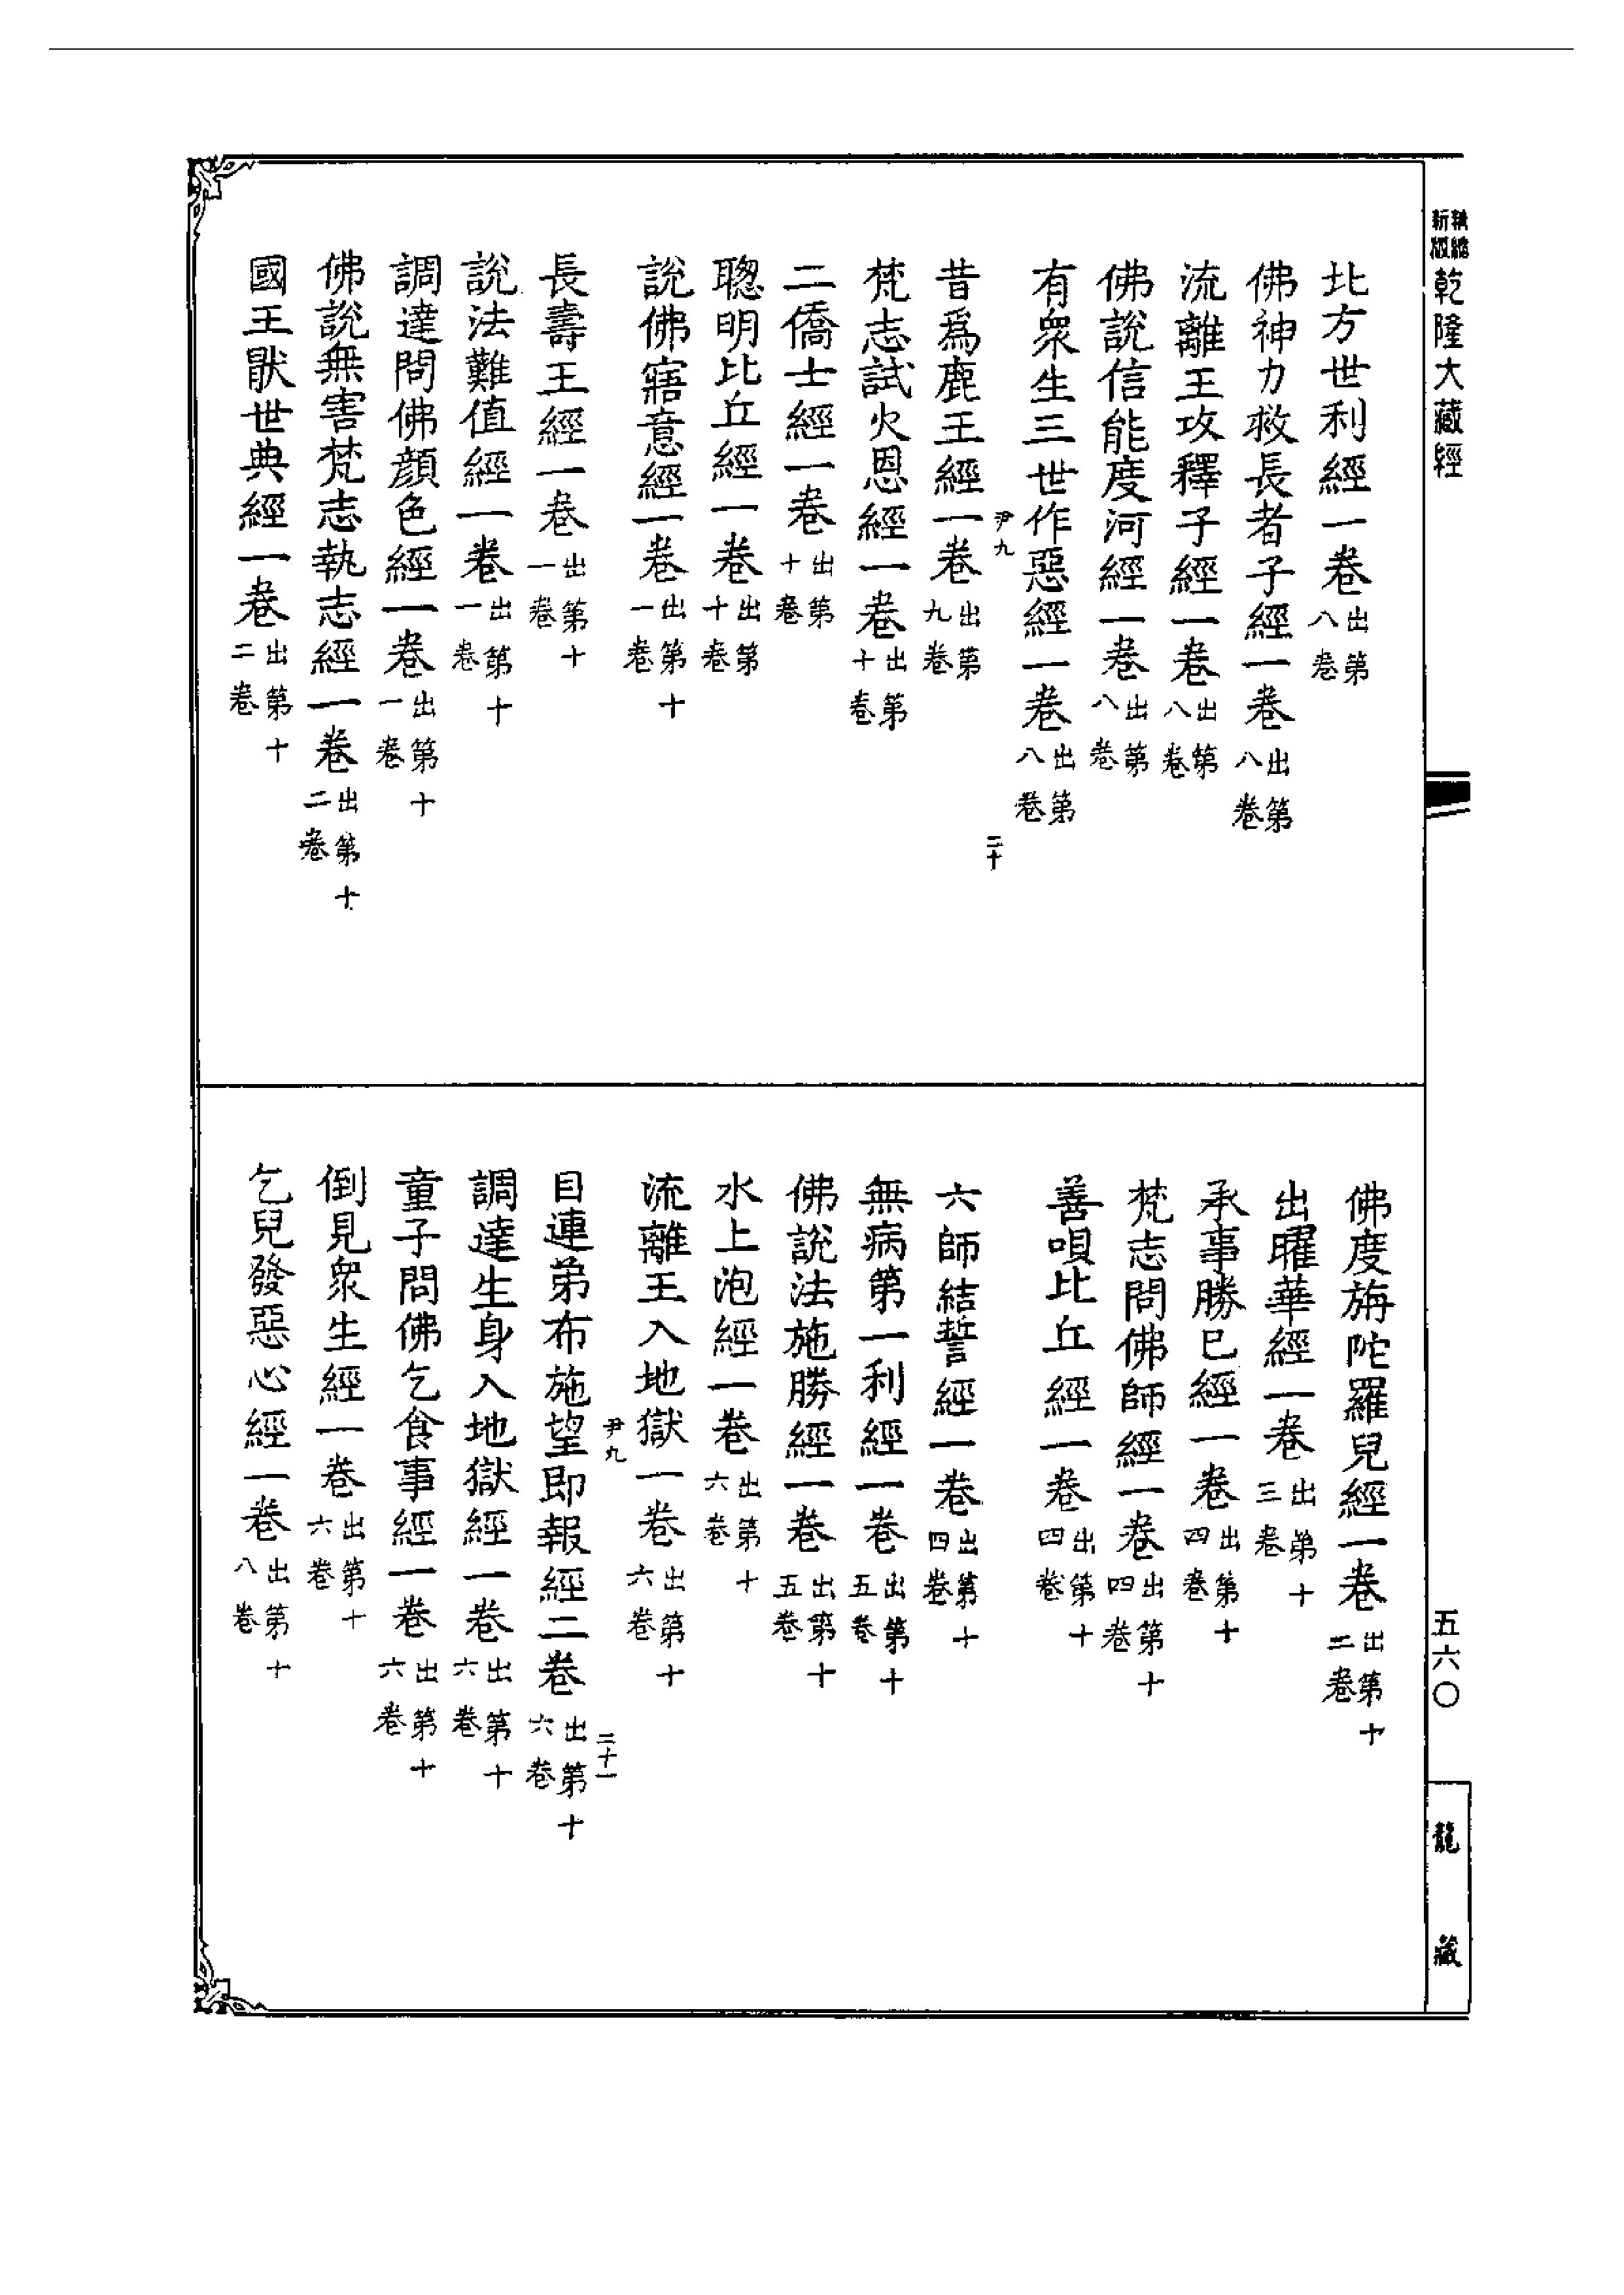 新版
精縮
乾隆大藏經
北方世利經一卷出第八卷
佛神力救長者子經一卷出第八卷
流離王攻釋子經一卷出第八卷
佛說信能度河經一卷出第八卷
有衆生三世作惡經一卷出第八卷
尹九
二十
昔爲鹿王經一卷出第九卷
梵志試火恩經一卷出第十卷
二僑士經一卷出第十卷
聰明比丘經一卷出第十卷
說佛寤意經一卷出第十一卷
長壽王經一卷出第十一卷
說法難值經一卷出第十一卷
調達問佛顏色經一卷出第十一卷
佛說無害梵志執志經一卷出第十二卷
國王猒世典經一卷出第十二卷
佛度旃陀羅兒經一卷出第十二卷
出曜華經一卷出第十三卷
承事勝已經一卷出第十四卷
梵志問佛師經一卷出第十四卷
善唄比丘經一卷出第十四卷
六師結誓經一卷出第十四卷
無病第一利經一卷出第十五卷
佛說法施勝經一卷出第十五卷
水上泡經一卷出第十六卷
流離王入地獄一卷出第十六卷
尹九
二十一
目連弟布施望即報經二卷出第十六卷
調達生身入地獄經一卷出第十六卷
童子問佛乞食事經一卷出第十六卷
倒見衆生經一卷出第十六卷
乞兒發惡心經一卷出第十八卷
五六〇
龍藏